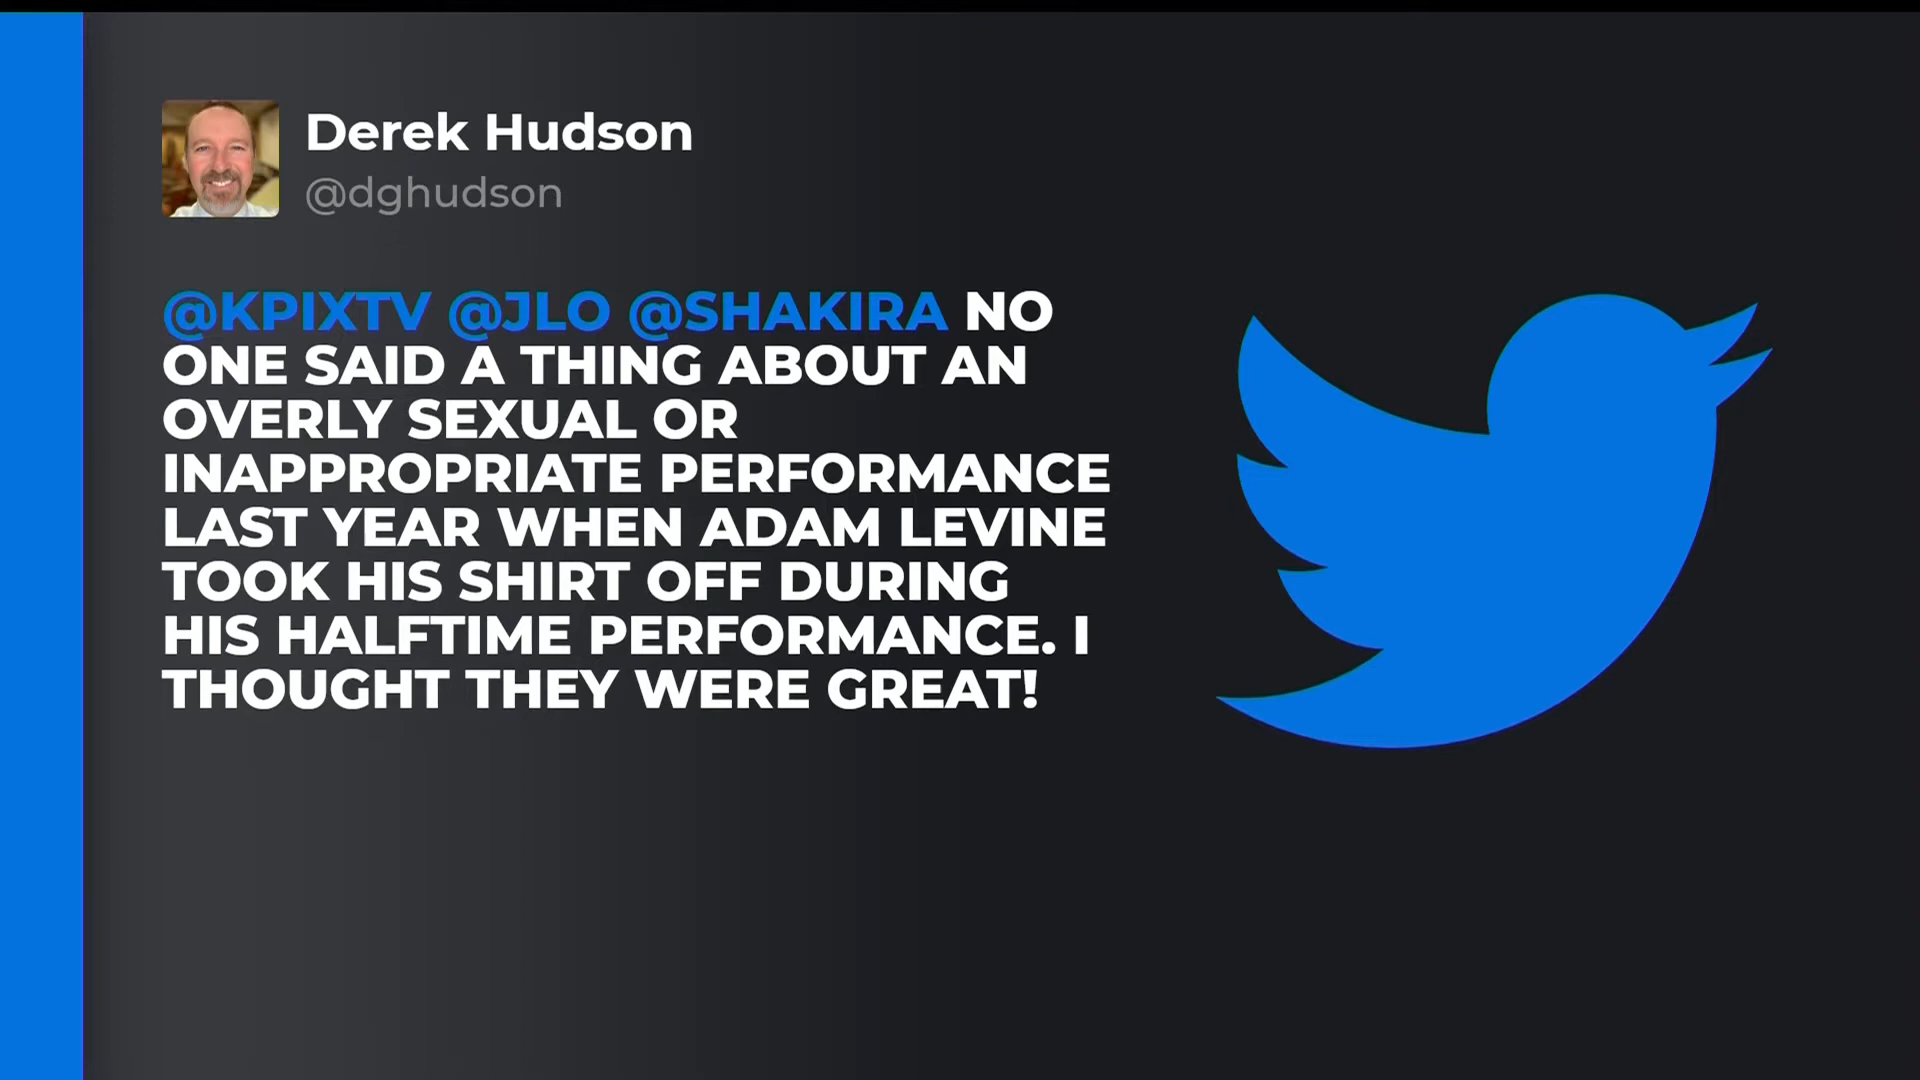 Derek Hudson
@dghudson
@KPIXTV @JLO @SHAKIRA NO
ONE SAID A THING ABOUT AN
OVERLY SEXUAL OR
INAPPROPRIATE PERFORMANCE
LAST YEAR WHEN ADAM LEVINE
TOOK HIS SHIRT OFF DURING
HIS HALFTIME PERFORMANCE. I
THOUGHT THEY WERE GREAT!